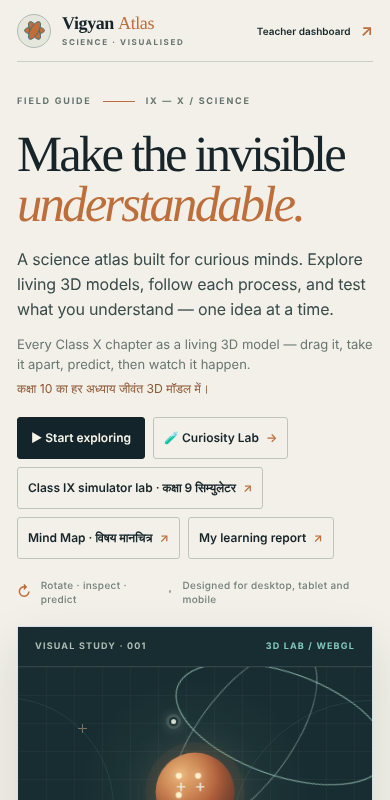 Vigyan Atlas
SCIENCE · VISUALISED
Teacher dashboard ↗
FIELD GUIDE — IX — X / SCIENCE
Make the invisible
understandable.
A science atlas built for curious minds. Explore
living 3D models, follow each process, and test
what you understand — one idea at a time.
Every Class X chapter as a living 3D model — drag it, take
it apart, predict, then watch it happen.
कक्षा 10 का हर अध्याय जीवंत 3D मॉडल में।
▶ Start exploring
🧪 Curiosity Lab →
Class IX simulator lab · कक्षा 9 सिम्युलेटर ↗
Mind Map · विषय मानचित्र ↗
My learning report ↗
Rotate · inspect ·
predict
· Designed for desktop, tablet and
mobile
VISUAL STUDY · 001
3D LAB / WEBGL